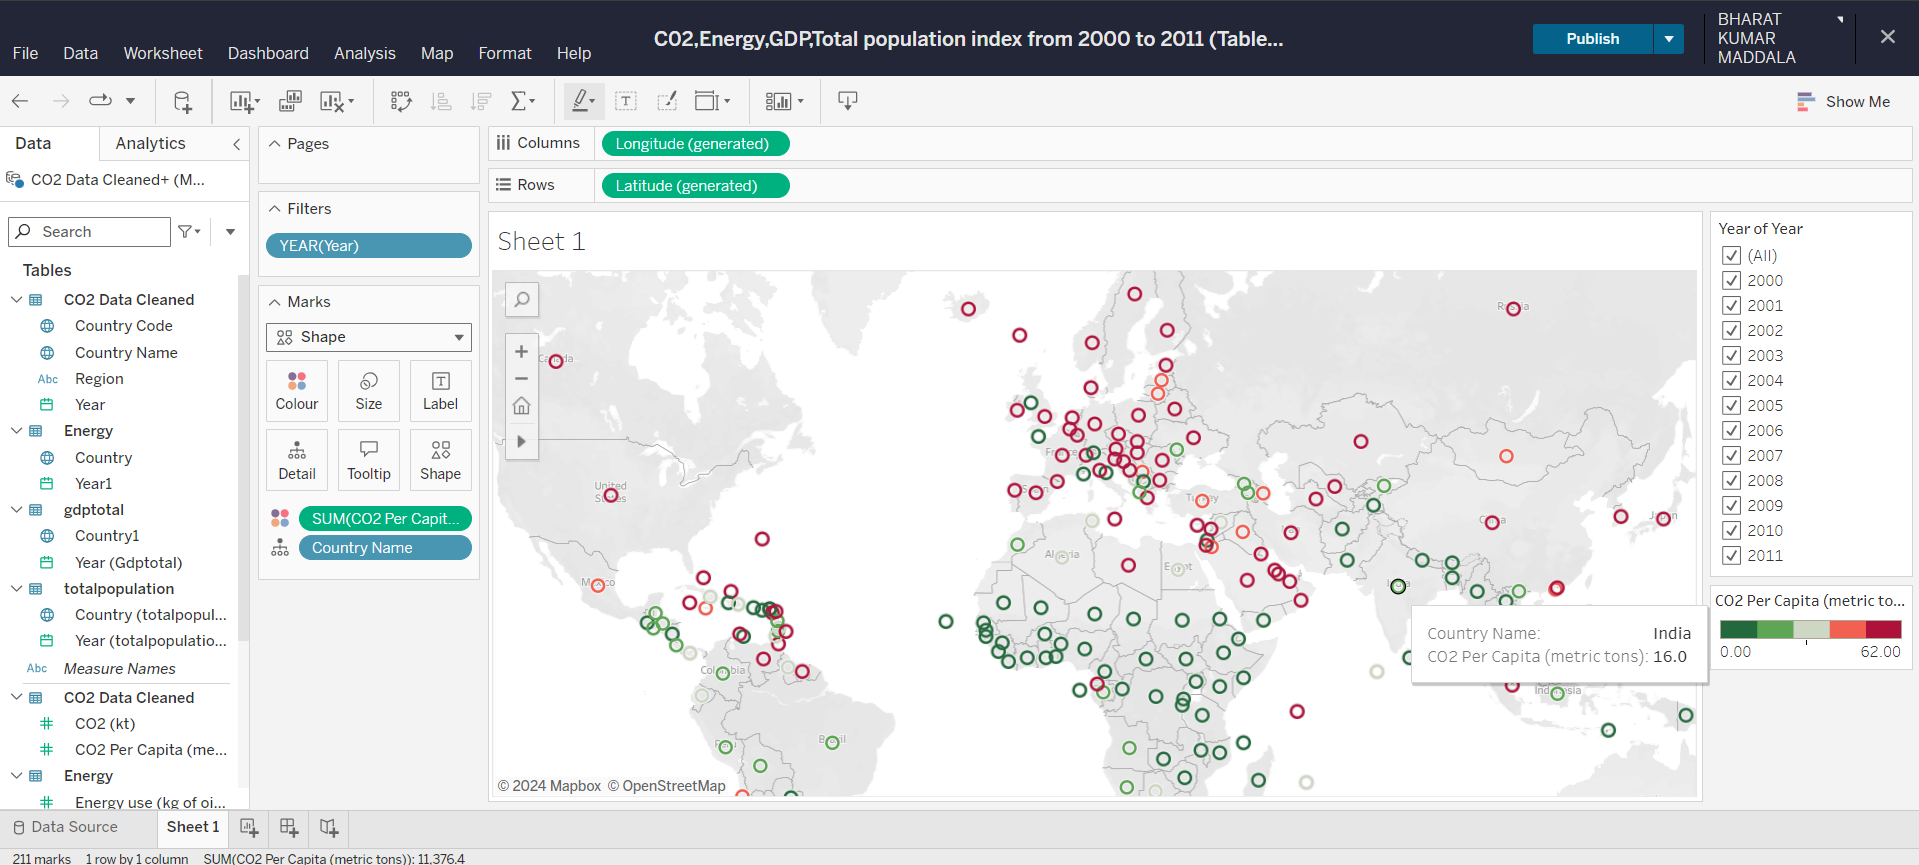 C02,Energy,GDP,Total population index from 2000 to 2011 (Table...
Publish
BHARAT
KUMAR
MADDALA
File Data Worksheet Dashboard Analysis Map Format Help
Show Me
Data Analytics
CO2 Data Cleaned+ (M...
Search
Tables
CO2 Data Cleaned
Country Code
Country Name
Abc Region
Year
Energy
Country
Year1
gdptotal
Country1
Year (Gdptotal)
totalpopulation
Country (totalpopul...
Year (totalpopulatio...
Abc Measure Names
CO2 Data Cleaned
CO2 (kt)
CO2 Per Capita (me...
Energy
Energy use (kg of oi...
Pages
Filters
YEAR(Year)
Marks
Shape
Colour Size Label
Detail Tooltip Shape
SUM(CO2 Per Capit...
Country Name
Columns Longitude (generated)
Rows Latitude (generated)
Sheet 1
Canada
Russia
United
States
France
Spain
Turkey
China
Japan
Algeria
Egypt
India
Mexico
Colombia
Peru
Brazil
Indonesia
Country Name: India
CO2 Per Capita (metric tons): 16.0
© 2024 Mapbox © OpenStreetMap
Year of Year
(All)
2000
2001
2002
2003
2004
2005
2006
2007
2008
2009
2010
2011
CO2 Per Capita (metric to...
0.00 62.00
Data Source Sheet 1
211 marks 1 row by 1 column SUM(CO2 Per Capita (metric tons)): 11,376.4